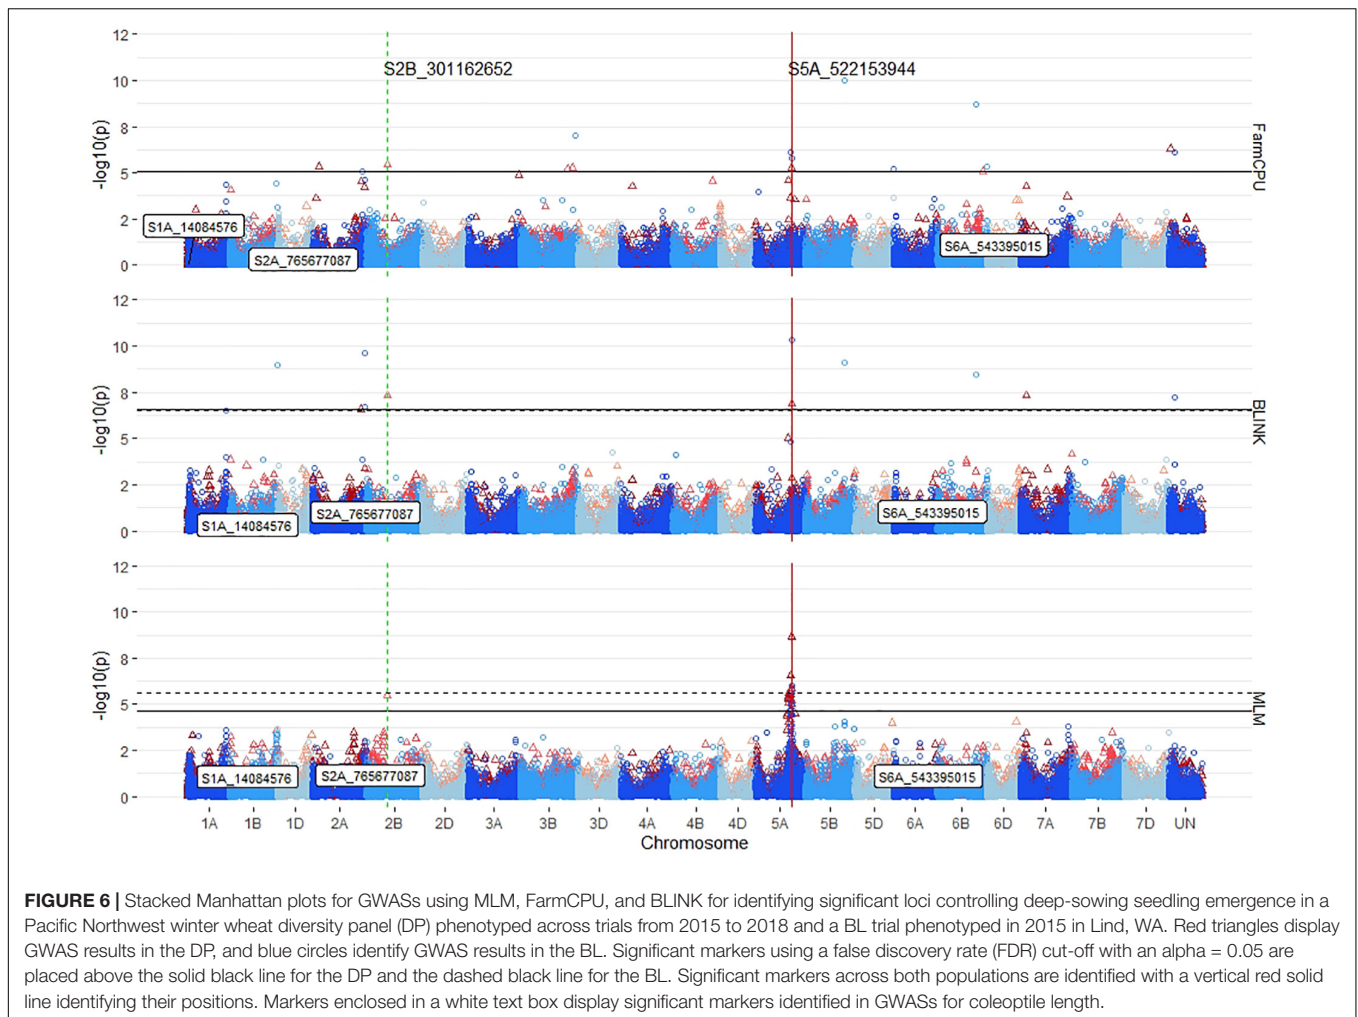 12
10
8
5
2
0
-log10(p)
S2B_301162652
S5A_522153944
S1A_14084576
S2A_765677087
S6A_543395015
FarmCPU
12
10
8
5
2
0
-log10(p)
S1A_14084576
S2A_765677087
S6A_543395015
BLINK
12
10
8
5
2
0
-log10(p)
S1A_14084576
S2A_765677087
S6A_543395015
MLM
1A 1B 1D 2A 2B 2D 3A 3B 3D 4A 4B 4D 5A 5B 5D 6A 6B 6D 7A 7B 7D UN
Chromosome
FIGURE 6 | Stacked Manhattan plots for GWASs using MLM, FarmCPU, and BLINK for identifying significant loci controlling deep-sowing seedling emergence in a
Pacific Northwest winter wheat diversity panel (DP) phenotyped across trials from 2015 to 2018 and a BL trial phenotyped in 2015 in Lind, WA. Red triangles display
GWAS results in the DP, and blue circles identify GWAS results in the BL. Significant markers using a false discovery rate (FDR) cut-off with an alpha = 0.05 are
placed above the solid black line for the DP and the dashed black line for the BL. Significant markers across both populations are identified with a vertical red solid
line identifying their positions. Markers enclosed in a white text box display significant markers identified in GWASs for coleoptile length.